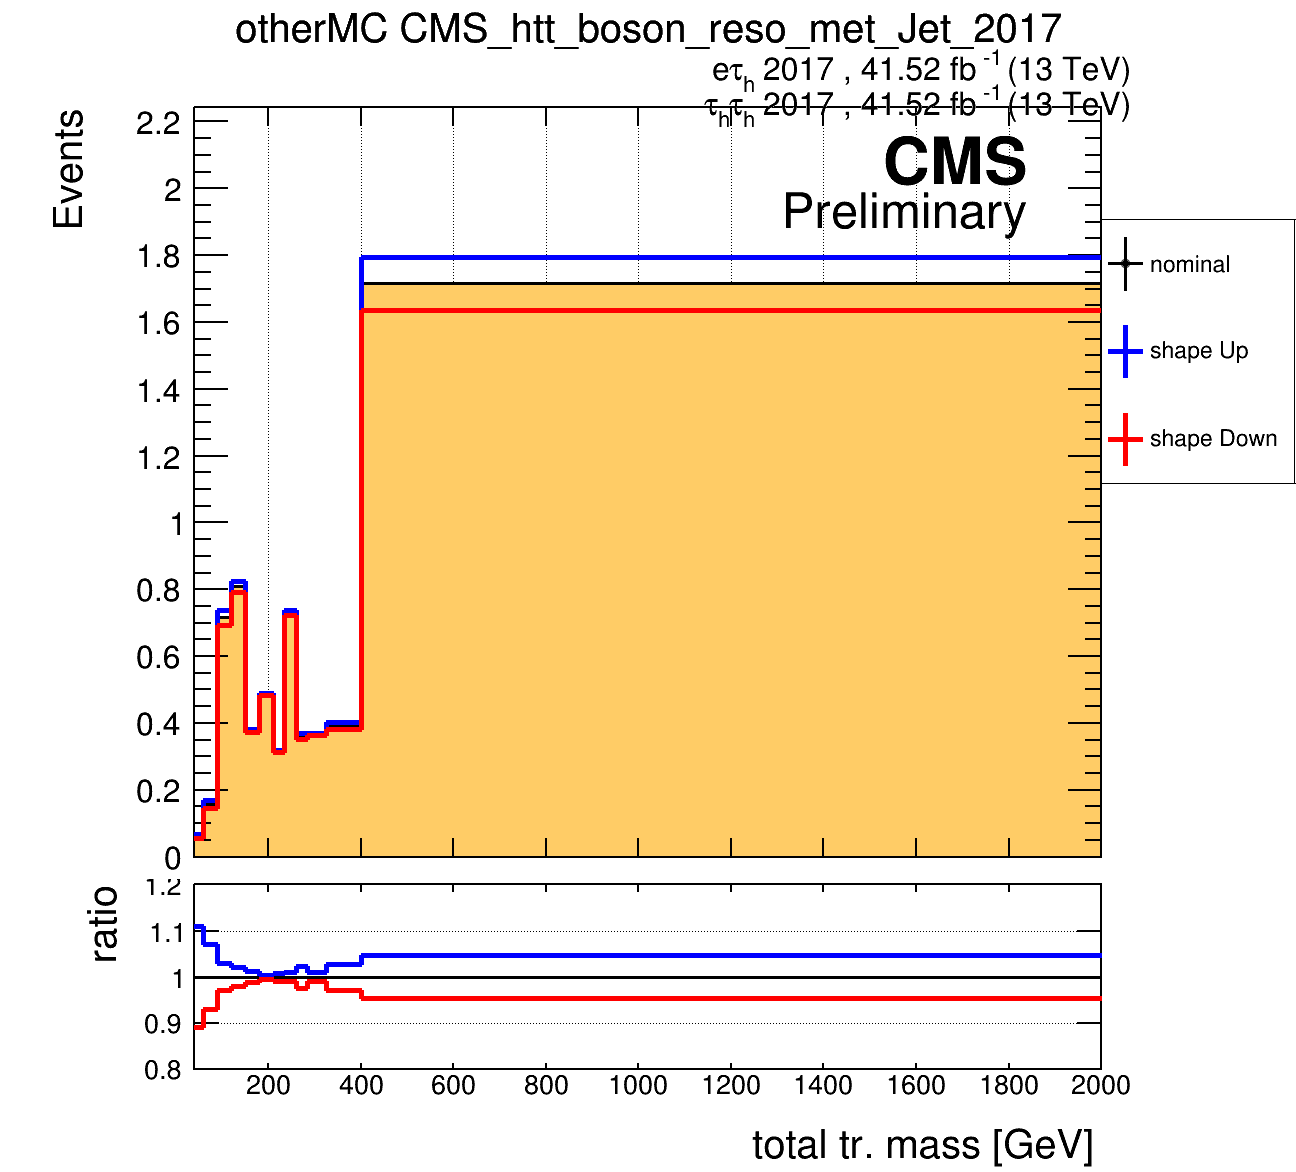 otherMC CMS_htt_boson_reso_met_Jet_2017
eτh 2017 , 41.52 fb-1 (13 TeV)
τhτh 2017 , 41.52 fb-1 (13 TeV)
CMS
Preliminary
Events
2.2
2
1.8
1.6
1.4
1.2
1
0.8
0.6
0.4
0.2
0
nominal
shape Up
shape Down
ratio
1.2
1.1
1
0.9
0.8
200 400 600 800 1000 1200 1400 1600 1800 2000
total tr. mass [GeV]